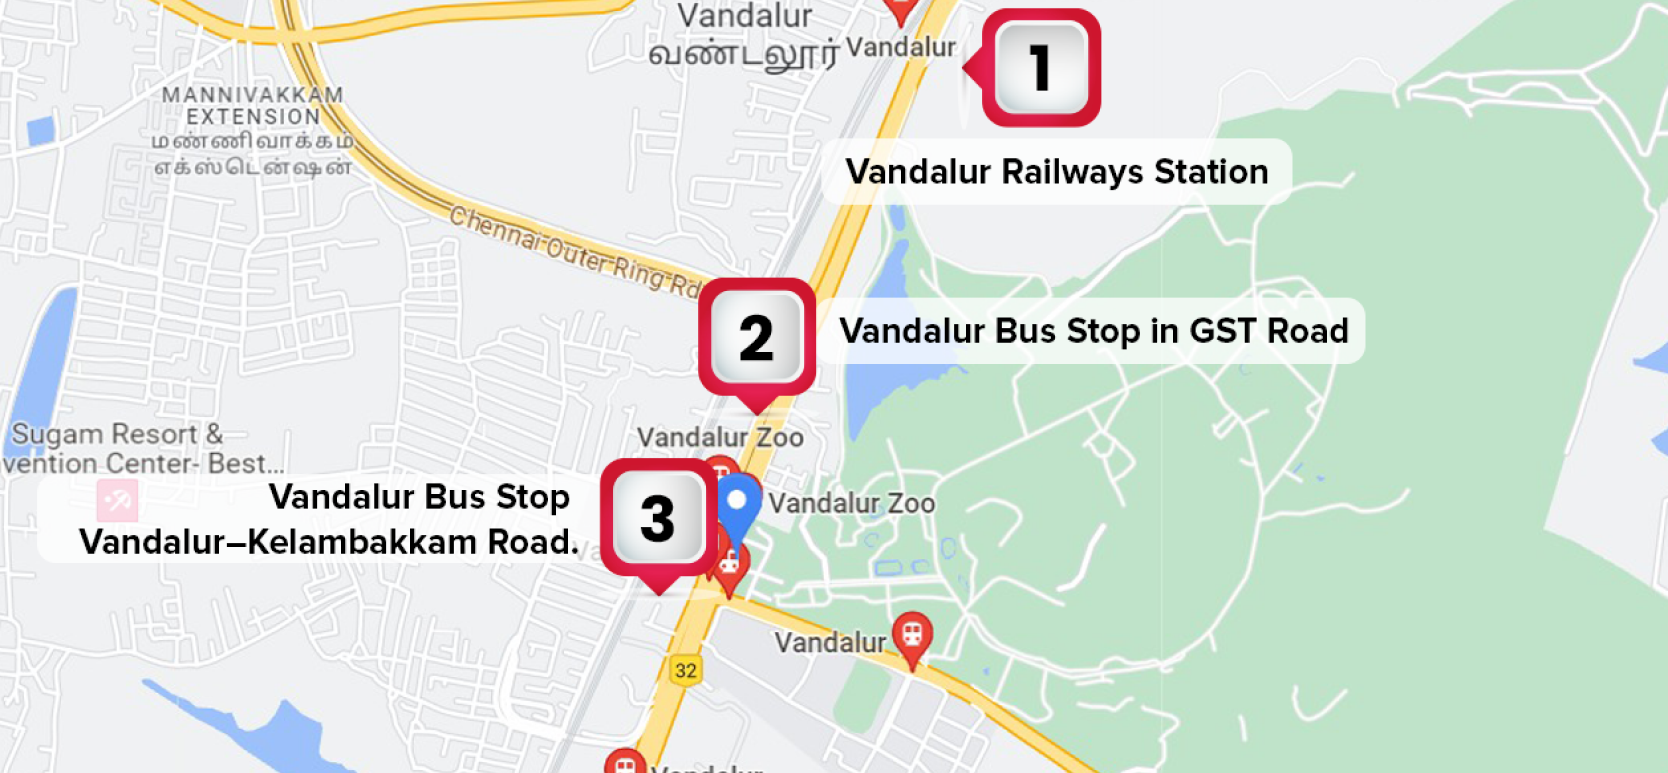 Vandalur
வண்டலூர்
Vandalur
1
MANNIVAKKAM
EXTENSION
மண்ணிவாக்கம்
எக்ஸ்டென்ஷன்
Vandalur Railways Station
Chennai Outer Ring Rd
2
Vandalur Bus Stop in GST Road
Sugam Resort &
vention Center- Best...
Vandalur Zoo
Vandalur Bus Stop
Vandalur–Kelambakkam Road.
3
Vandalur Zoo
Vandalur
32
Vandalur